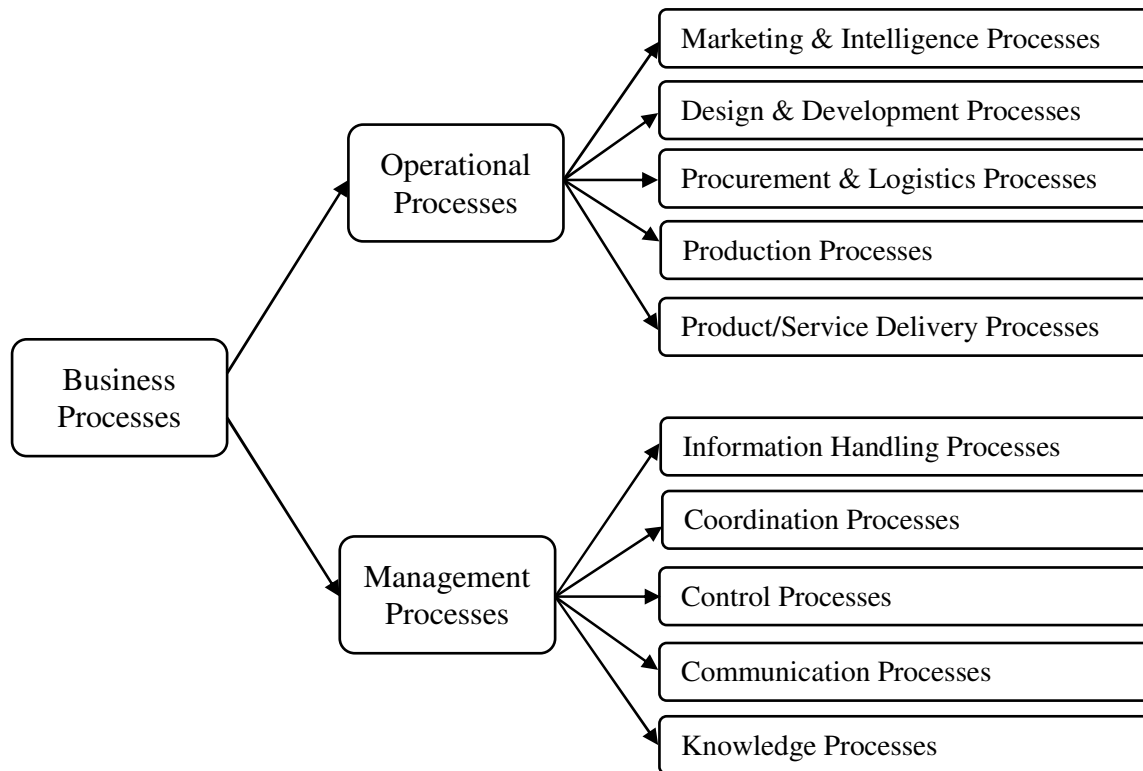 Business
Processes
Operational
Processes
Marketing & Intelligence Processes
Design & Development Processes
Procurement & Logistics Processes
Production Processes
Product/Service Delivery Processes
Management
Processes
Information Handling Processes
Coordination Processes
Control Processes
Communication Processes
Knowledge Processes